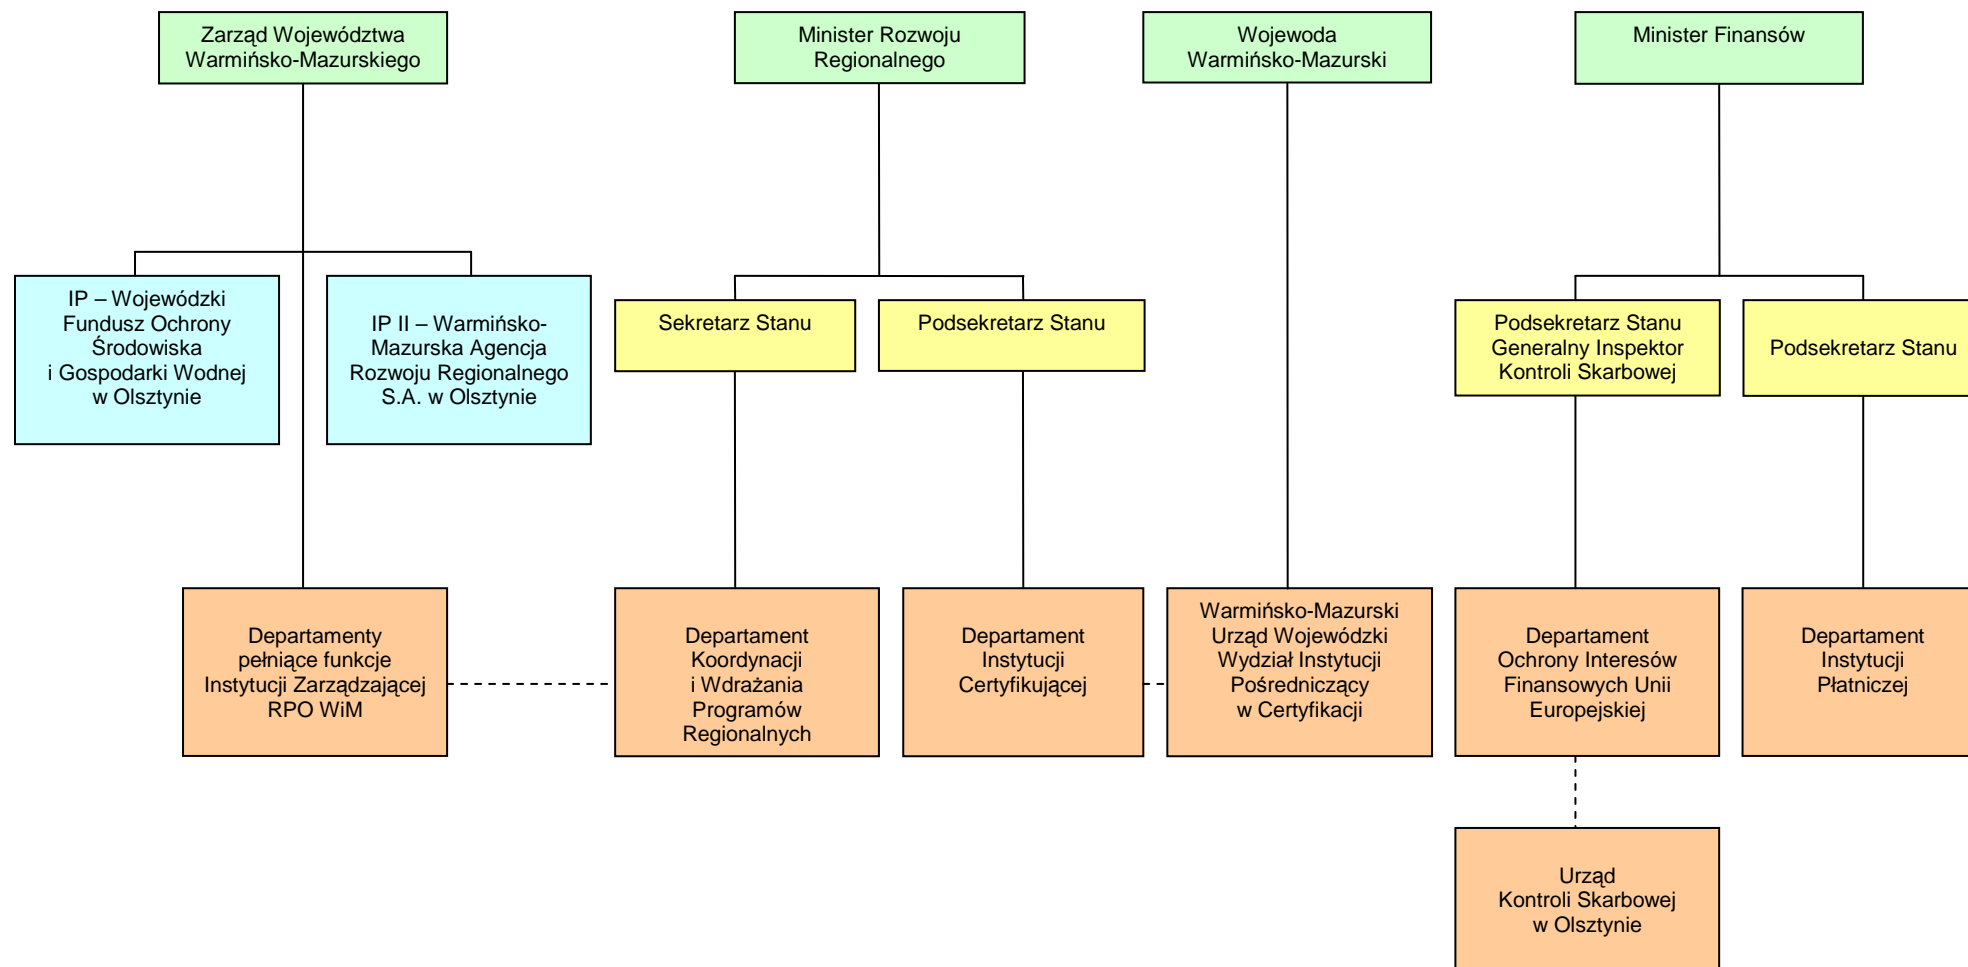 Zarząd Województwa
Warmińsko-Mazurskiego
Minister Rozwoju
Regionalnego
Wojewoda
Warmińsko-Mazurski
Minister Finansów
IP – Wojewódzki
Fundusz Ochrony
Środowiska
i Gospodarki Wodnej
w Olsztynie
IP II – Warmińsko-
Mazurska Agencja
Rozwoju Regionalnego
S.A. w Olsztynie
Sekretarz Stanu
Podsekretarz Stanu
Podsekretarz Stanu
Generalny Inspektor
Kontroli Skarbowej
Podsekretarz Stanu
Departamenty
pełniące funkcje
Instytucji Zarządzającej
RPO WiM
Departament
Koordynacji
i Wdrażania
Programów
Regionalnych
Departament
Instytucji
Certyfikującej
Warmińsko-Mazurski
Urząd Wojewódzki
Wydział Instytucji
Pośredniczący
w Certyfikacji
Departament
Ochrony Interesów
Finansowych Unii
Europejskiej
Departament
Instytucji
Płatniczej
Urząd
Kontroli Skarbowej
w Olsztynie